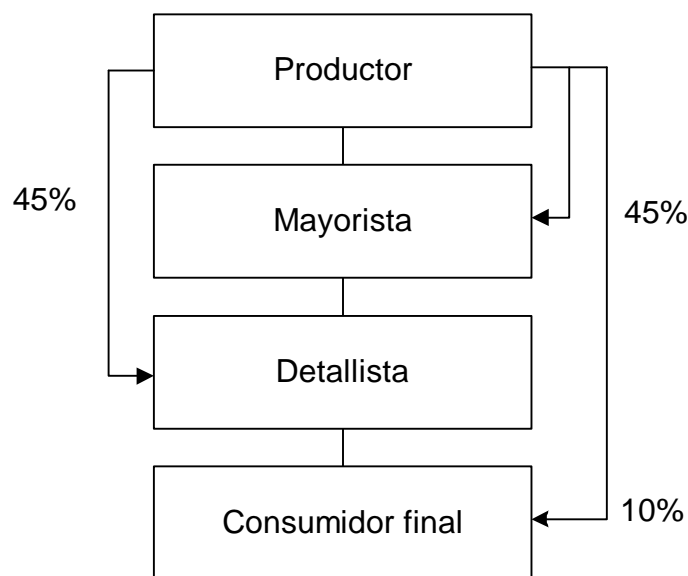 Productor
45%
Mayorista
45%
Detallista
Consumidor final
10%